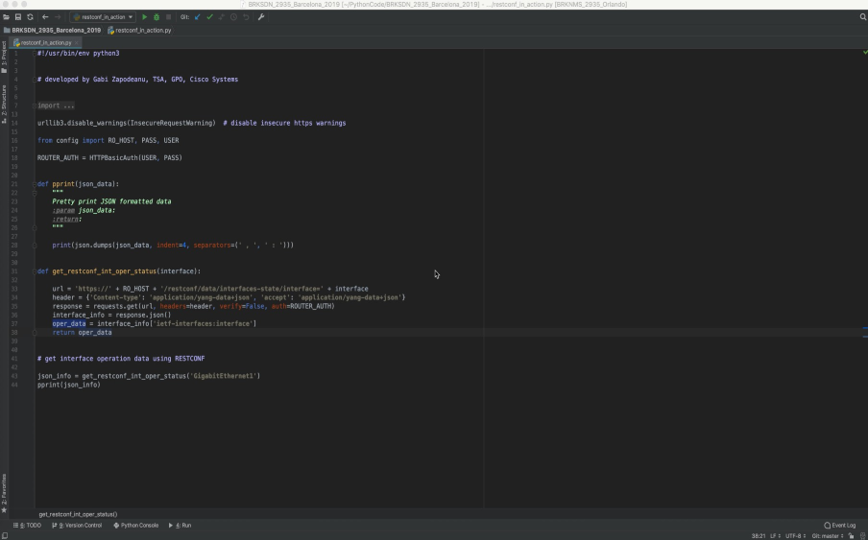 BRKSDN_2935_Barcelona_2019 [~/PythonCode/BRKSDN_2935_Barcelona_2019] - .../restconf_in_action.py [BRKNMS_2935_Orlando]
restconf_in_action
Git:
BRKSDN_2935_Barcelona_2019
restconf_in_action.py
restconf_in_action.py
1: Project
Z: Structure
2: Favorites
1 #!/usr/bin/env python3
2
3
4 # developed by Gabi Zapodeanu, TSA, GPO, Cisco Systems
5
6
7 import ...
13
14 urllib3.disable_warnings(InsecureRequestWarning)  # disable insecure https warnings
15
16 from config import RO_HOST, PASS, USER
17
18 ROUTER_AUTH = HTTPBasicAuth(USER, PASS)
19
20
21 def pprint(json_data):
22 """
23 Pretty print JSON formatted data
24 :param json_data:
25 :return:
26 """
27
28 print(json.dumps(json_data, indent=4, separators=(' , ', ' : ')))
29
30
31 def get_restconf_int_oper_status(interface):
32
33 url = 'https://' + RO_HOST + '/restconf/data/interfaces-state/interface=' + interface
34 header = {'Content-type': 'application/yang-data+json', 'accept': 'application/yang-data+json'}
35 response = requests.get(url, headers=header, verify=False, auth=ROUTER_AUTH)
36 interface_info = response.json()
37 oper_data = interface_info['ietf-interfaces:interface']
38 return oper_data
39
40
41 # get interface operation data using RESTCONF
42
43 json_info = get_restconf_int_oper_status('GigabitEthernet1')
44 pprint(json_info)
get_restconf_int_oper_status()
6: TODO
9: Version Control
Python Console
4: Run
Event Log
38:21
LF
UTF-8
Git: master